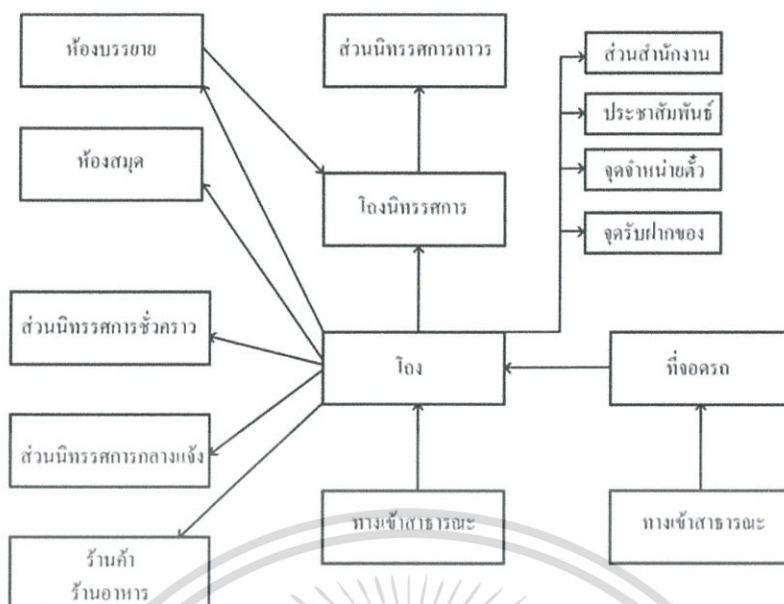 ห้องบรรยาย
ส่วนนิทรรศการถาวร
ส่วนสำนักงาน
ประชาสัมพันธ์
ห้องสมุด
จุดจำหน่ายตั๋ว
โถงนิทรรศการ
จุดรับฝากของ
ส่วนนิทรรศการชั่วคราว
โถง
ที่จอดรถ
ส่วนนิทรรศการกลางแจ้ง
ทางเข้าสาธารณะ
ทางเข้าสาธารณะ
ร้านค้า
ร้านอาหาร